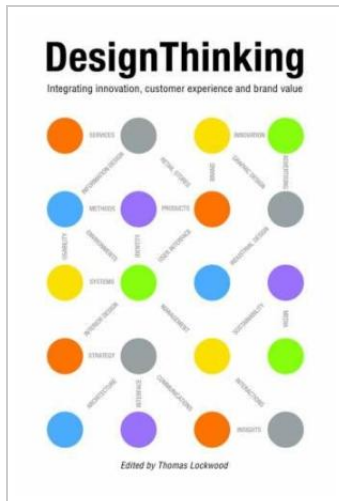 DesignThinking
Integrating innovation, customer experience and brand value
SERVICES
INNOVATION
INFORMATION DESIGN
RETAIL STORES
BRAND
GRAPHIC DESIGN
ADVERTISING
METHODS
PRODUCTS
USABILITY
ENVIRONMENTS
IDENTITY
USER INTERFACE
INDUSTRIAL DESIGN
SYSTEMS
INTERIOR DESIGN
MANAGEMENT
SUSTAINABILITY
MEDIA
STRATEGY
ARCHITECTURE
INTERFACE
COMMUNICATIONS
INTERACTIONS
INSIGHTS
Edited by Thomas Lockwood